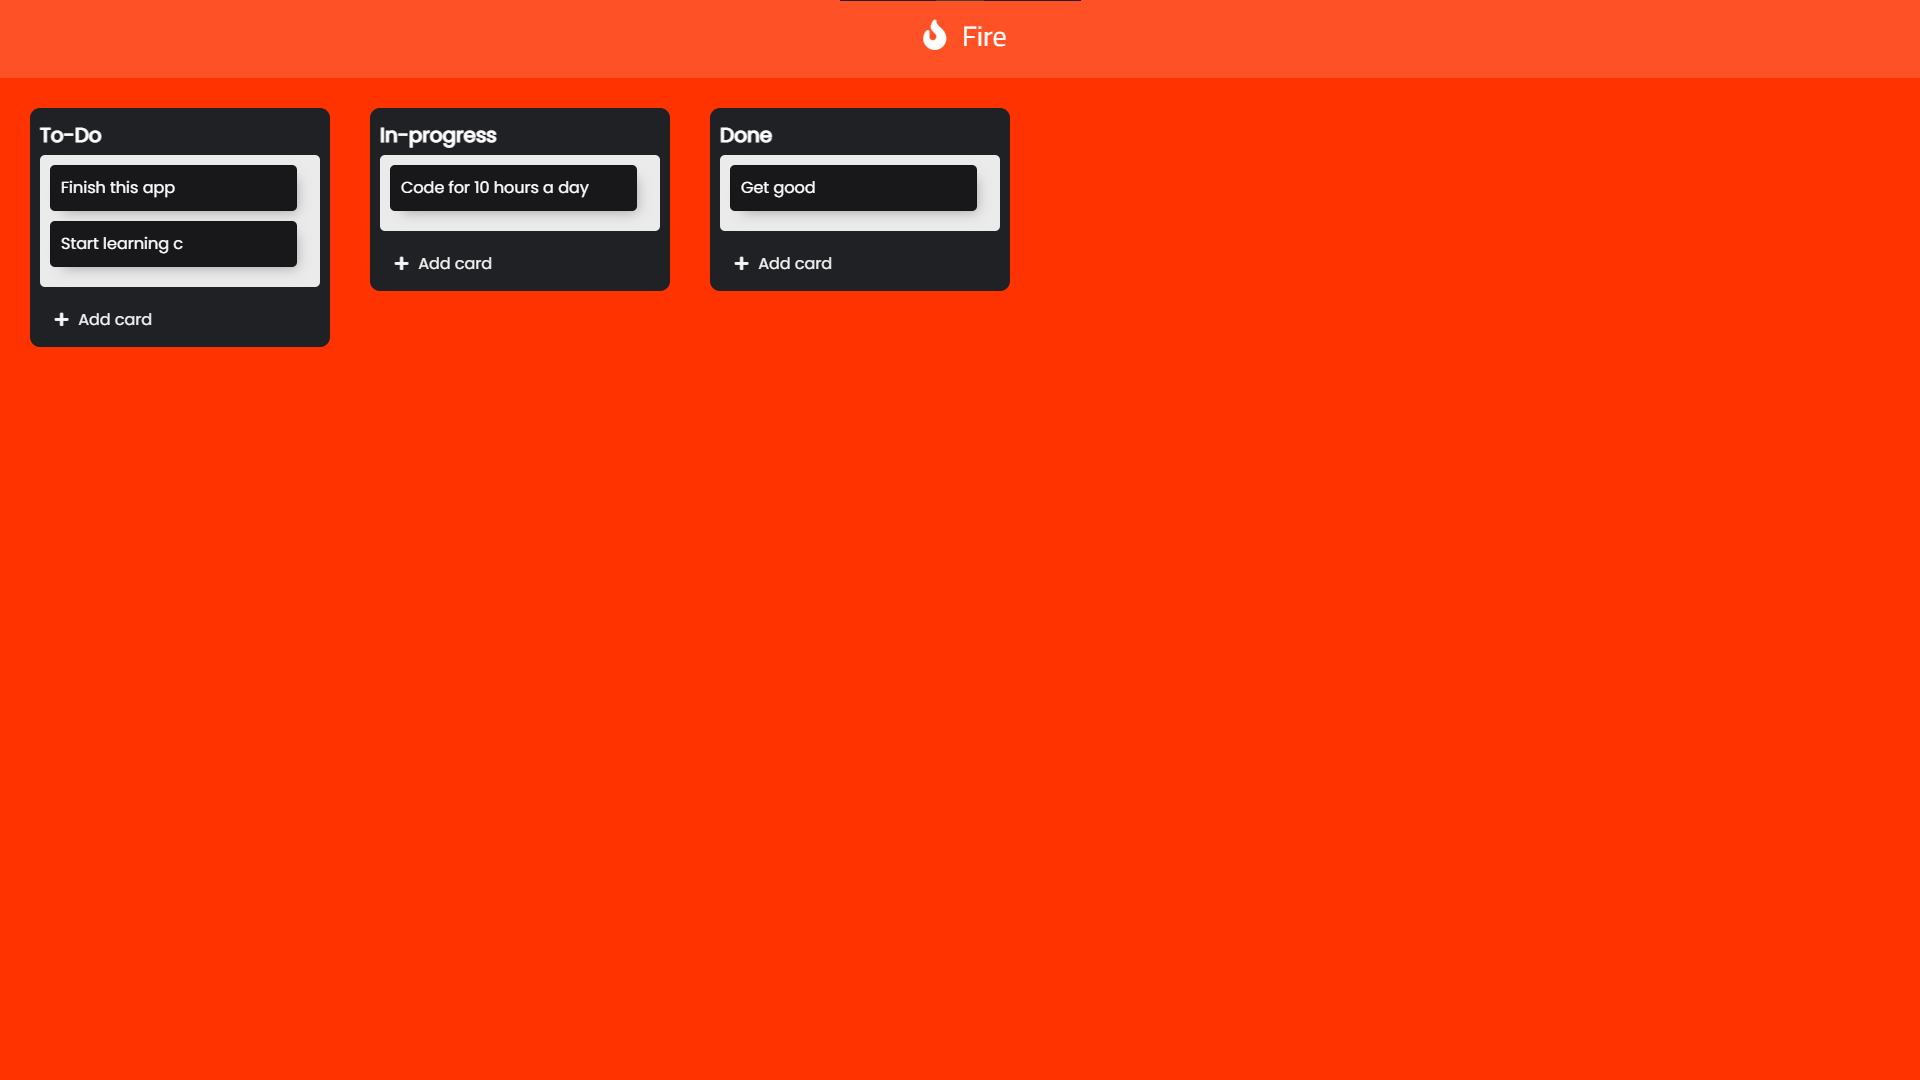 Fire
To-Do
Finish this app
Start learning c
Add card
In-progress
Code for 10 hours a day
Add card
Done
Get good
Add card